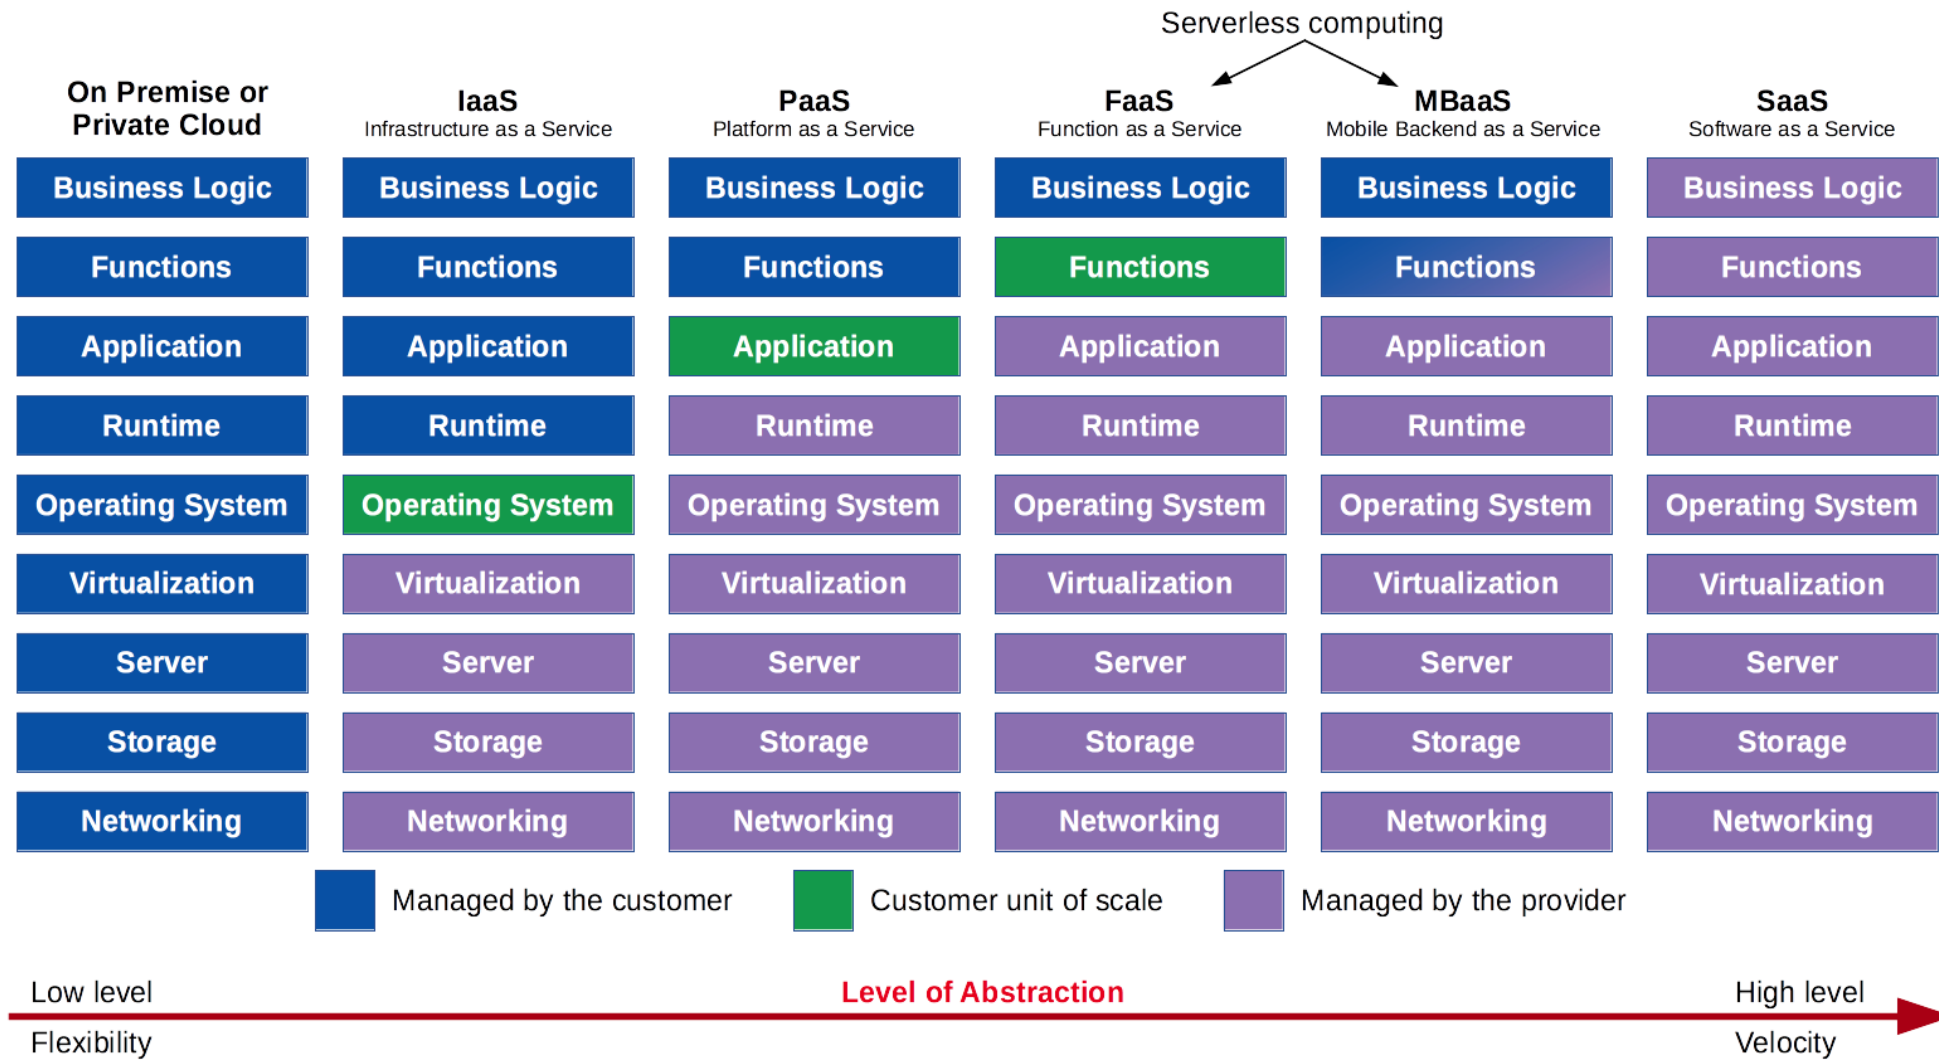 Serverless computing
On Premise or
Private Cloud
IaaS
Infrastructure as a Service
PaaS
Platform as a Service
FaaS
Function as a Service
MBaaS
Mobile Backend as a Service
SaaS
Software as a Service
Business Logic
Business Logic
Business Logic
Business Logic
Business Logic
Business Logic
Functions
Functions
Functions
Functions
Functions
Functions
Application
Application
Application
Application
Application
Application
Runtime
Runtime
Runtime
Runtime
Runtime
Runtime
Operating System
Operating System
Operating System
Operating System
Operating System
Operating System
Virtualization
Virtualization
Virtualization
Virtualization
Virtualization
Virtualization
Server
Server
Server
Server
Server
Server
Storage
Storage
Storage
Storage
Storage
Storage
Networking
Networking
Networking
Networking
Networking
Networking
Managed by the customer
Customer unit of scale
Managed by the provider
Low level
Level of Abstraction
High level
Flexibility
Velocity